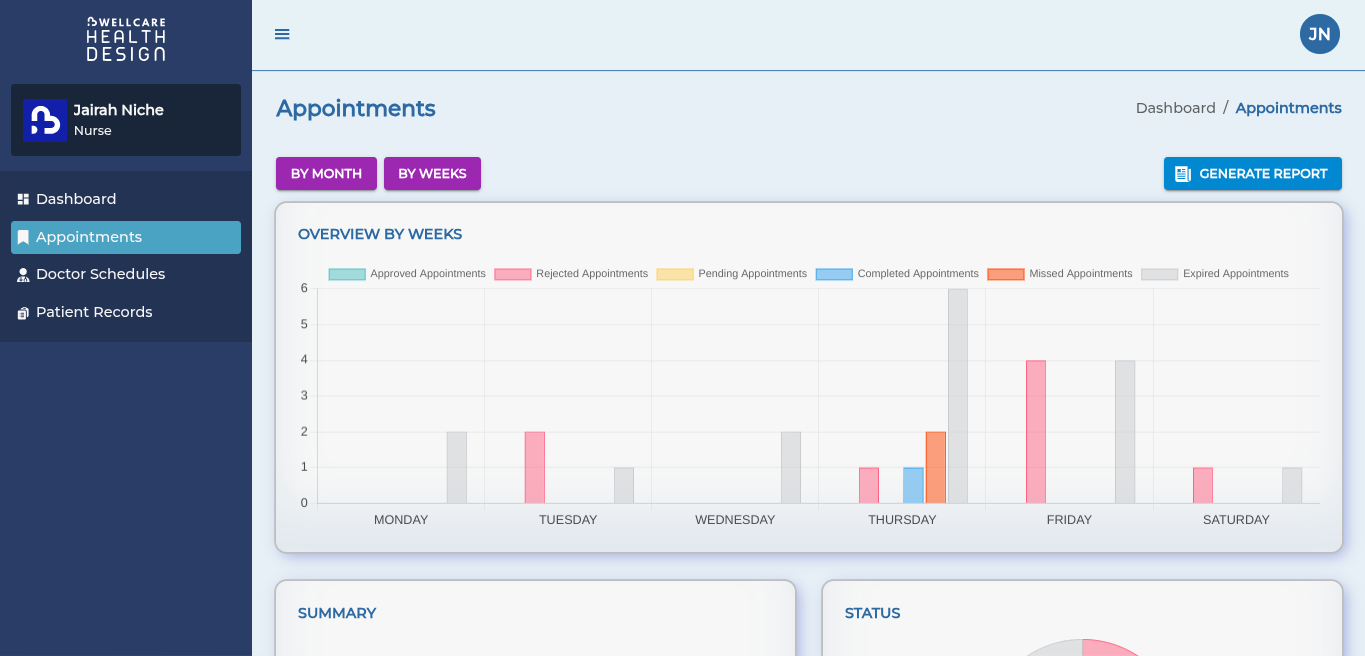 WELLCARE
HEALTH
DESIGN
JN
Jairah Niche
Nurse
Dashboard
Appointments
Doctor Schedules
Patient Records
Appointments
Dashboard / Appointments
BY MONTH BY WEEKS GENERATE REPORT
OVERVIEW BY WEEKS
Approved Appointments Rejected Appointments Pending Appointments Completed Appointments Missed Appointments Expired Appointments
6
5
4
3
2
1
0
MONDAY TUESDAY WEDNESDAY THURSDAY FRIDAY SATURDAY
SUMMARY STATUS